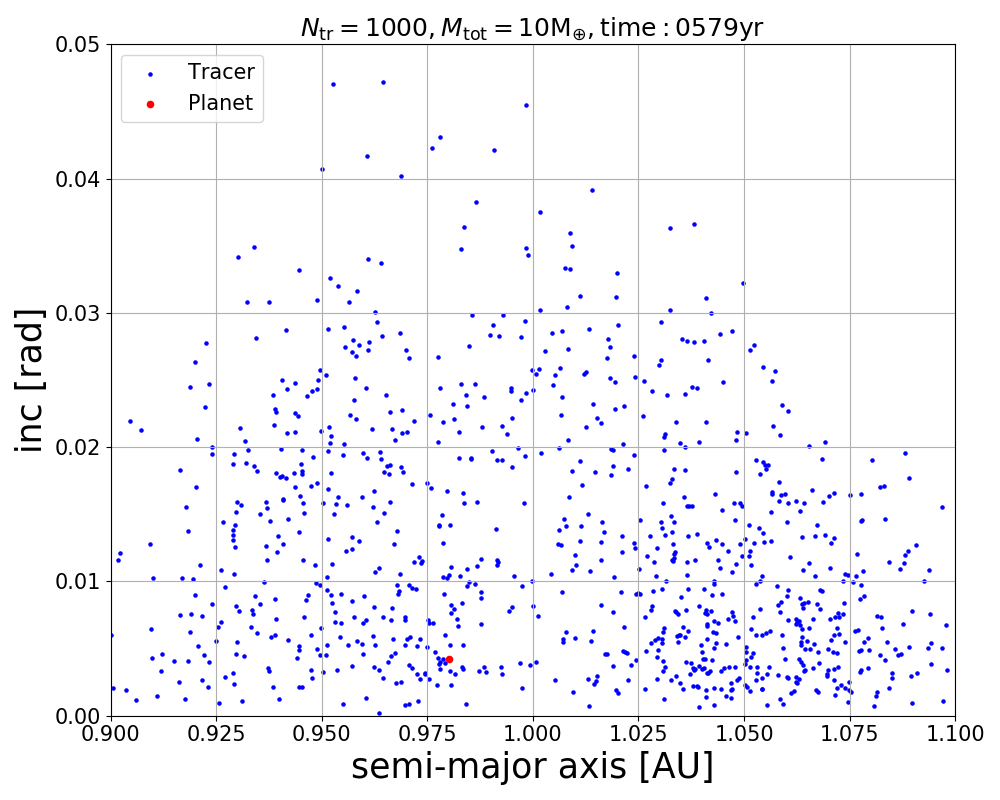 N_tr = 1000, M_tot = 10M_⊕, time : 0579yr
Tracer
Planet
0.05
0.04
0.03
0.02
0.01
0.00
inc [rad]
0.900 0.925 0.950 0.975 1.000 1.025 1.050 1.075 1.100
semi-major axis [AU]